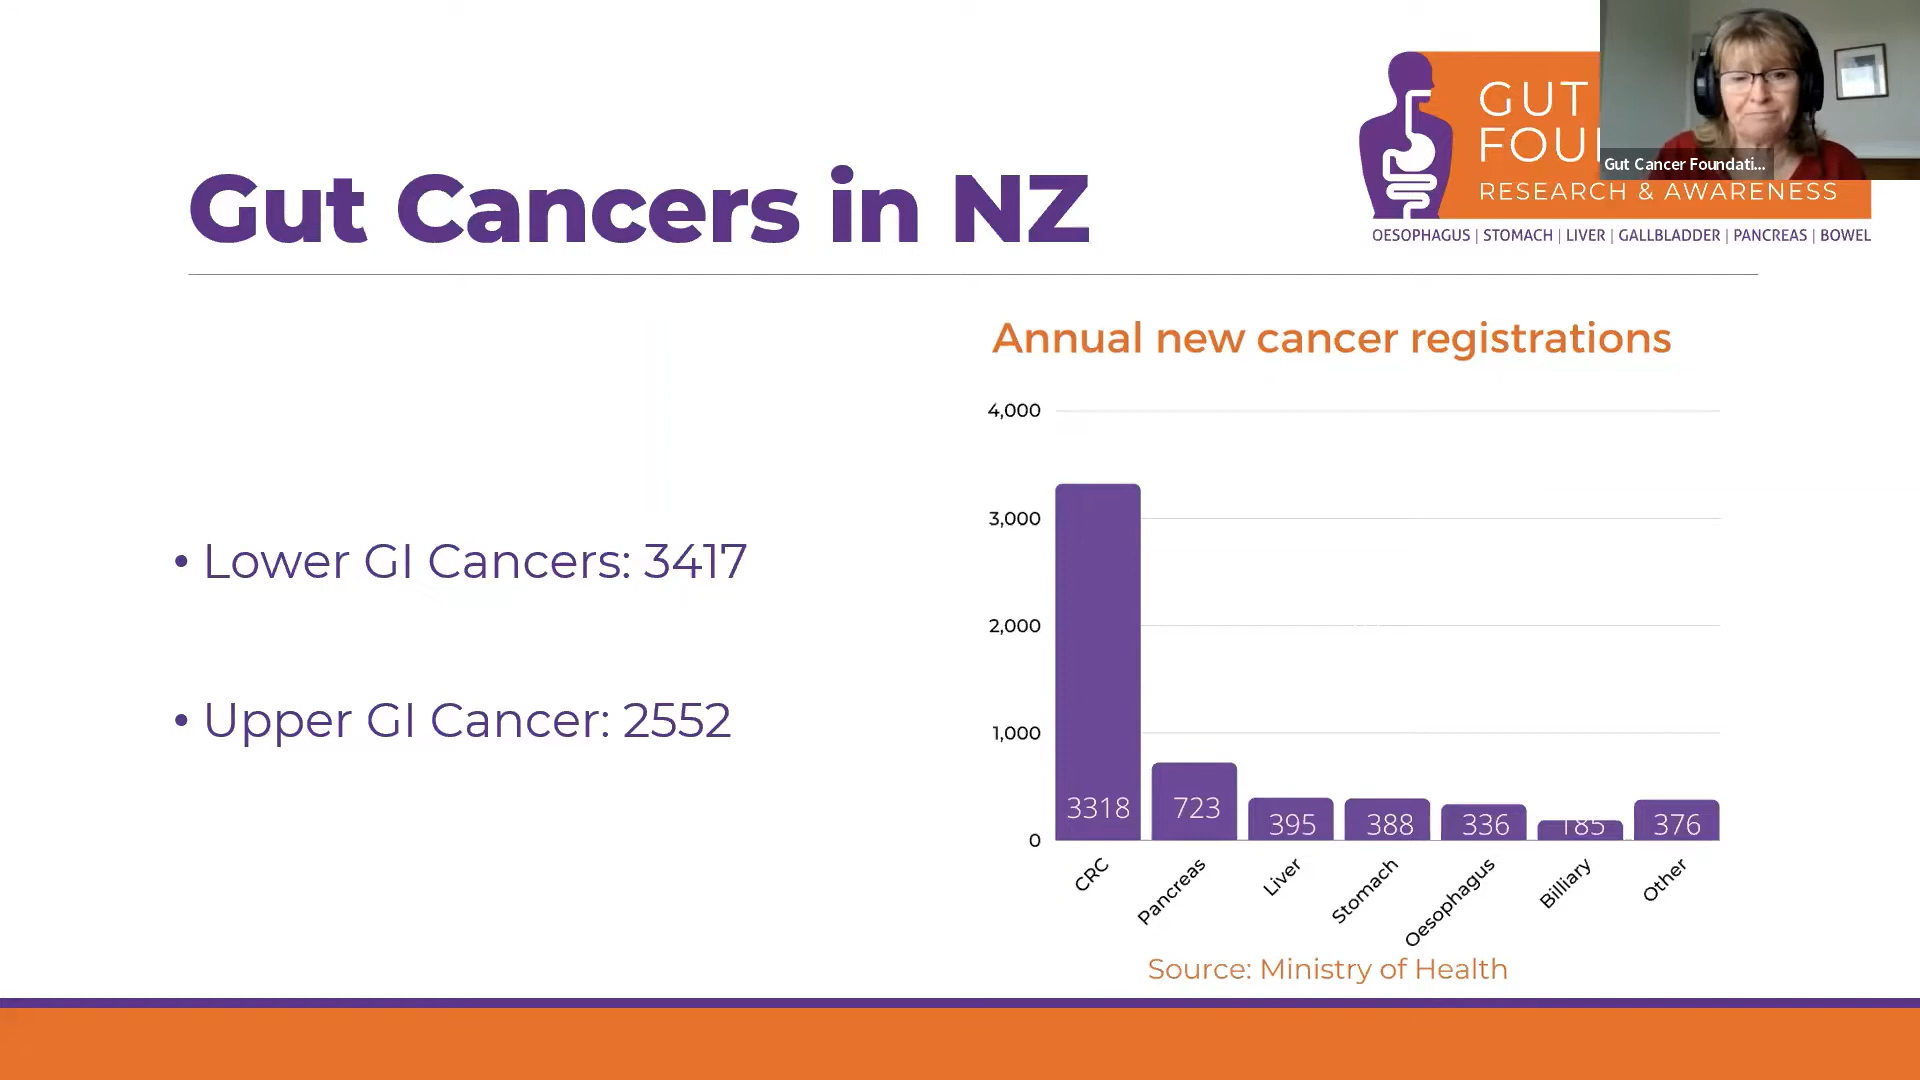 GUT
RESEARCH & AWARENESS
OESOPHAGUS | STOMACH | LIVER | GALLBLADDER | PANCREAS | BOWEL
Gut Cancer Foundati...
Gut Cancers in NZ
• Lower GI Cancers: 3417
• Upper GI Cancer: 2552
Annual new cancer registrations
4,000
3,000
2,000
1,000
0
3318 723 395 388 336 185 376
CRC Pancreas Liver Stomach Oesophagus Billiary Other
Source: Ministry of Health